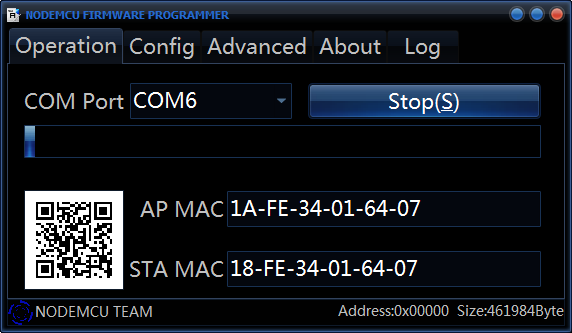 NODEMCU FIRMWARE PROGRAMMER
Operation Config Advanced About Log
COM Port COM6 Stop(S)
AP MAC 1A-FE-34-01-64-07
STA MAC 18-FE-34-01-64-07
NODEMCU TEAM Address:0x00000 Size:461984Byte